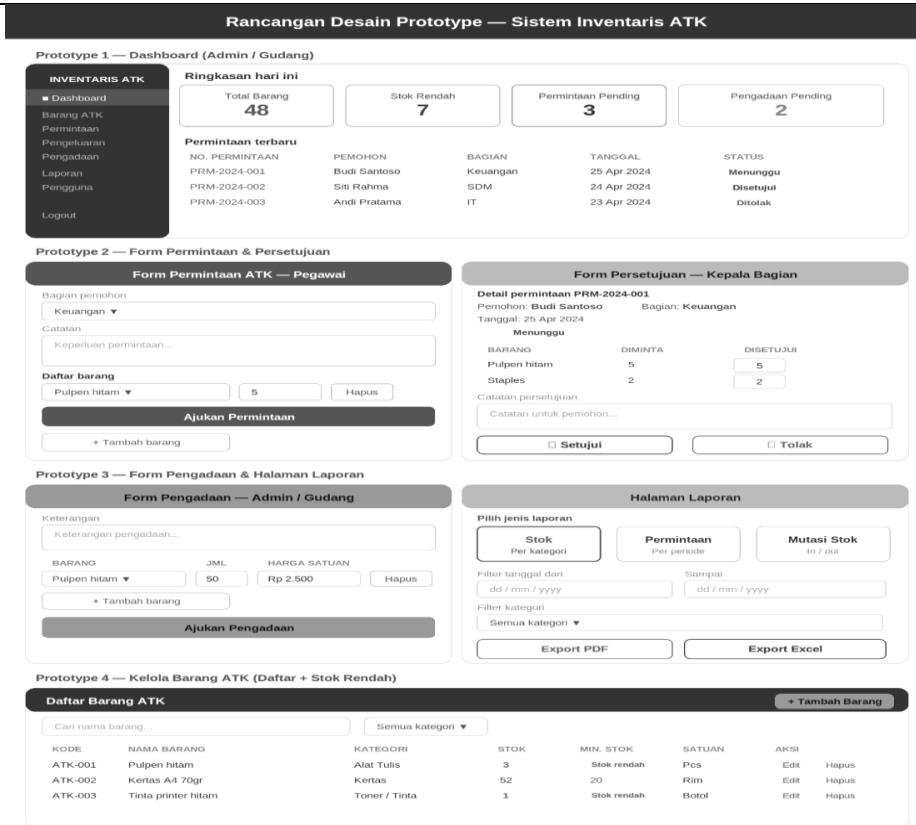 Rancangan Desain Prototype — Sistem Inventaris ATK
Prototype 1 — Dashboard (Admin / Gudang)
INVENTARIS ATK
■ Dashboard
Barang ATK
Permintaan
Pengeluaran
Pengadaan
Laporan
Pengguna
Logout
Ringkasan hari ini
Total Barang
48
Stok Rendah
7
Permintaan Pending
3
Pengadaan Pending
2
Permintaan terbaru
NO. PERMINTAAN PEMOHON BAGIAN TANGGAL STATUS
PRM-2024-001 Budi Santoso Keuangan 25 Apr 2024 Menunggu
PRM-2024-002 Siti Rahma SDM 24 Apr 2024 Disetujui
PRM-2024-003 Andi Pratama IT 23 Apr 2024 Ditolak
Prototype 2 — Form Permintaan & Persetujuan
Form Permintaan ATK — Pegawai
Bagian pemohon
Keuangan ▼
Catatan
Keperluan permintaan...
Daftar barang
Pulpen hitam ▼ 5 Hapus
Ajukan Permintaan
+ Tambah barang
Form Persetujuan — Kepala Bagian
Detail permintaan PRM-2024-001
Pemohon: Budi Santoso Bagian: Keuangan
Tanggal: 25 Apr 2024
Menunggu
BARANG DIMINTA DISETUJUI
Pulpen hitam 5 5
Staples 2 2
Catatan persetujuan
Catatan untuk pemohon...
□ Setujui □ Tolak
Prototype 3 — Form Pengadaan & Halaman Laporan
Form Pengadaan — Admin / Gudang
Keterangan
Keterangan pengadaan...
BARANG JML HARGA SATUAN
Pulpen hitam ▼ 50 Rp 2.500 Hapus
+ Tambah barang
Ajukan Pengadaan
Halaman Laporan
Pilih jenis laporan
Stok Permintaan Mutasi Stok
Per kategori Per periode In / out
Filter tanggal dari Sampai
dd / mm / yyyy dd / mm / yyyy
Filter kategori
Semua kategori ▼
Export PDF Export Excel
Prototype 4 — Kelola Barang ATK (Daftar + Stok Rendah)
Daftar Barang ATK + Tambah Barang
Cari nama barang... Semua kategori ▼
KODE NAMA BARANG KATEGORI STOK MIN. STOK SATUAN AKSI
ATK-001 Pulpen hitam Alat Tulis 3 Stok rendah Pcs Edit Hapus
ATK-002 Kertas A4 70gr Kertas 52 20 Rim Edit Hapus
ATK-003 Tinta printer hitam Toner / Tinta 1 Stok rendah Botol Edit Hapus